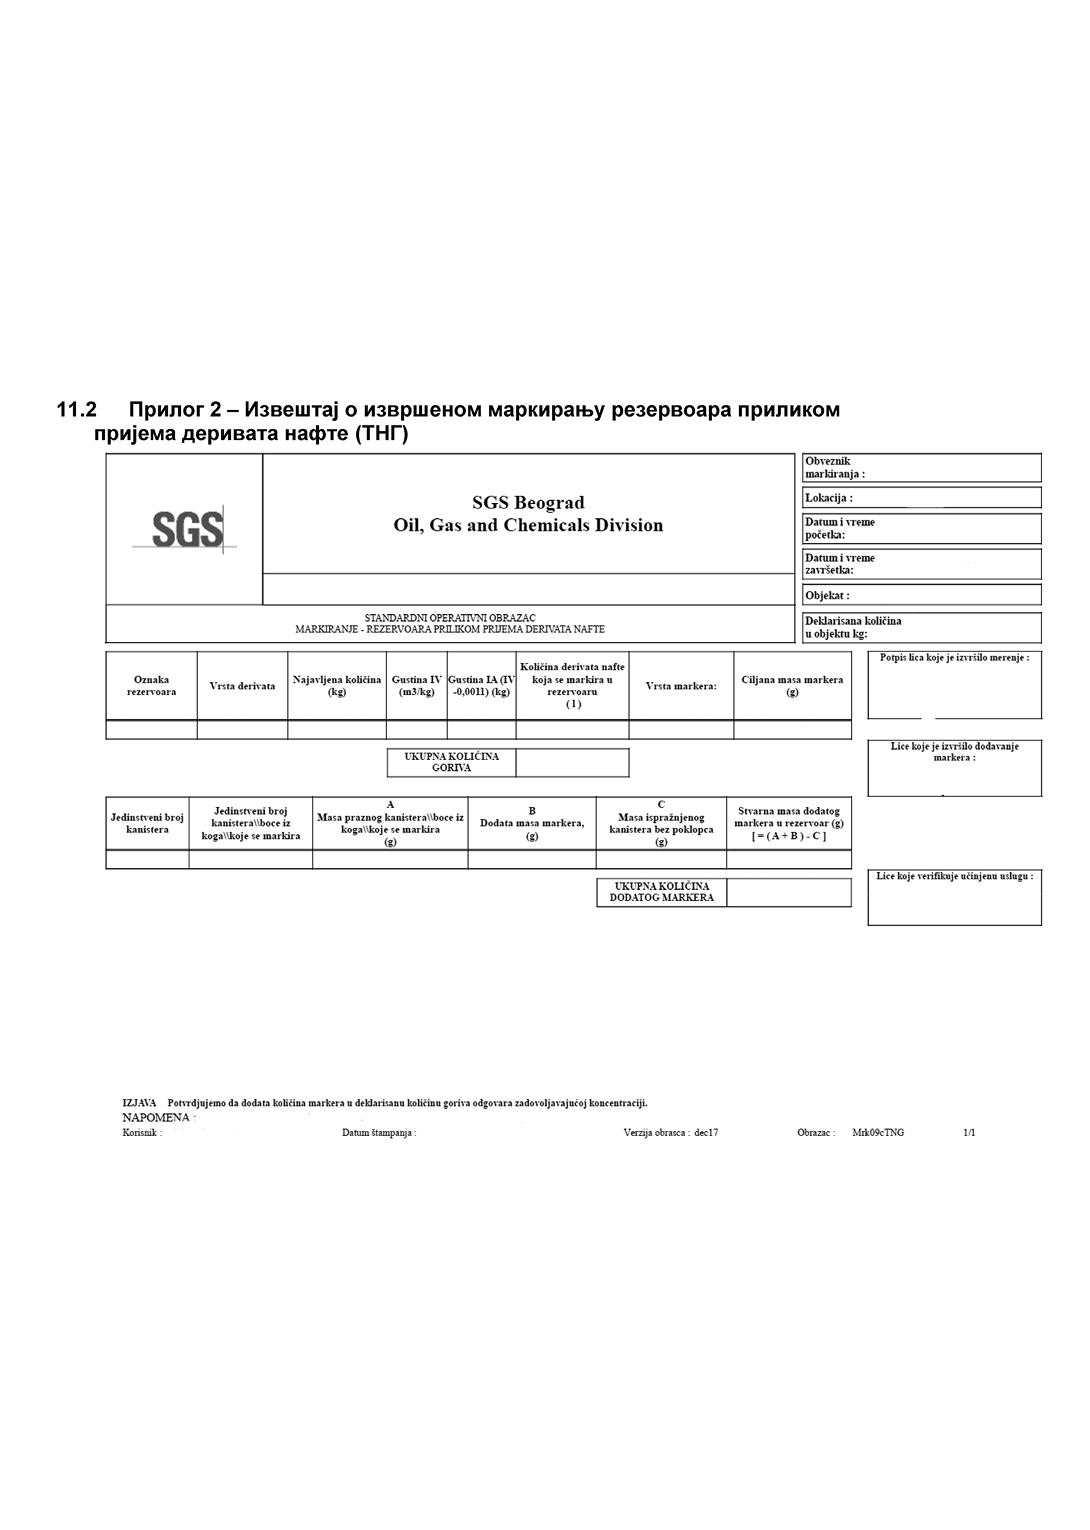 11.2 Прилог 2 – Извештај о извршеном маркирању резервоара приликом
пријема деривата нафте (ТНГ)
SGS
SGS Beograd
Oil, Gas and Chemicals Division
STANDARDNI OPERATIVNI OBRAZAC
MARKIRANJE - REZERVOARA PRILIKOM PRIJEMA DERIVATA NAFTE
Obveznik
markiranja :
Lokacija :
Datum i vreme
početka:
Datum i vreme
završetka:
Objekat :
Deklarisana količina
u objektu kg:
Oznaka
rezervoara
Vrsta derivata
Najavljena količina
(kg)
Gustina IV
(m3/kg)
Gustina IA (IV
-0,0011) (kg)
Količina derivata nafte
koja se markira u
rezervoaru
( l )
Vrsta markera:
Ciljana masa markera
(g)
Potpis lica koje je izvršilo merenje :
UKUPNA KOLIČINA
GORIVA
Lice koje je izvršilo dodavanje
markera :
Jedinstveni broj
kanistera
Jedinstveni broj
kanistera\\boce iz
koga\\koje se markira
A
Masa praznog kanistera\\boce iz
koga\\koje se markira
(g)
B
Dodata masa markera,
(g)
C
Masa ispražnjenog
kanistera bez poklopca
(g)
Stvarna masa dodatog
markera u rezervoar (g)
[ = ( A + B ) - C ]
UKUPNA KOLIČINA
DODATOG MARKERA
Lice koje verifikuje učinjenu uslugu :
IZJAVA Potvrdjujemo da dodata količina markera u deklarisanu količinu goriva odgovara zadovoljavajućoj koncentraciji.
NAPOMENA :
Korisnik : Datum štampanja : Verzija obrasca : dec17 Obrazac : Mrk09cTNG 1/1